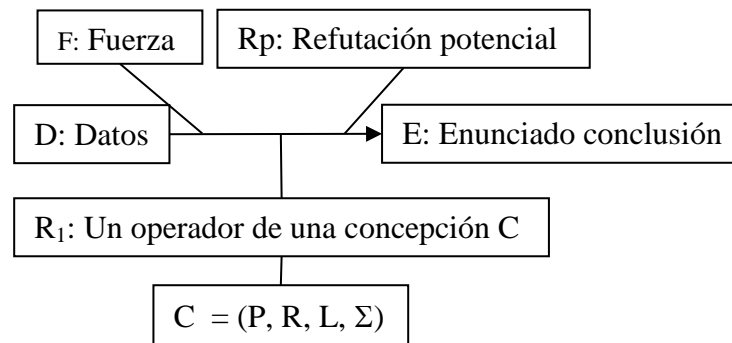 F: Fuerza
Rp: Refutación potencial
D: Datos
E: Enunciado conclusión
R₁: Un operador de una concepción C
C = (P, R, L, Σ)